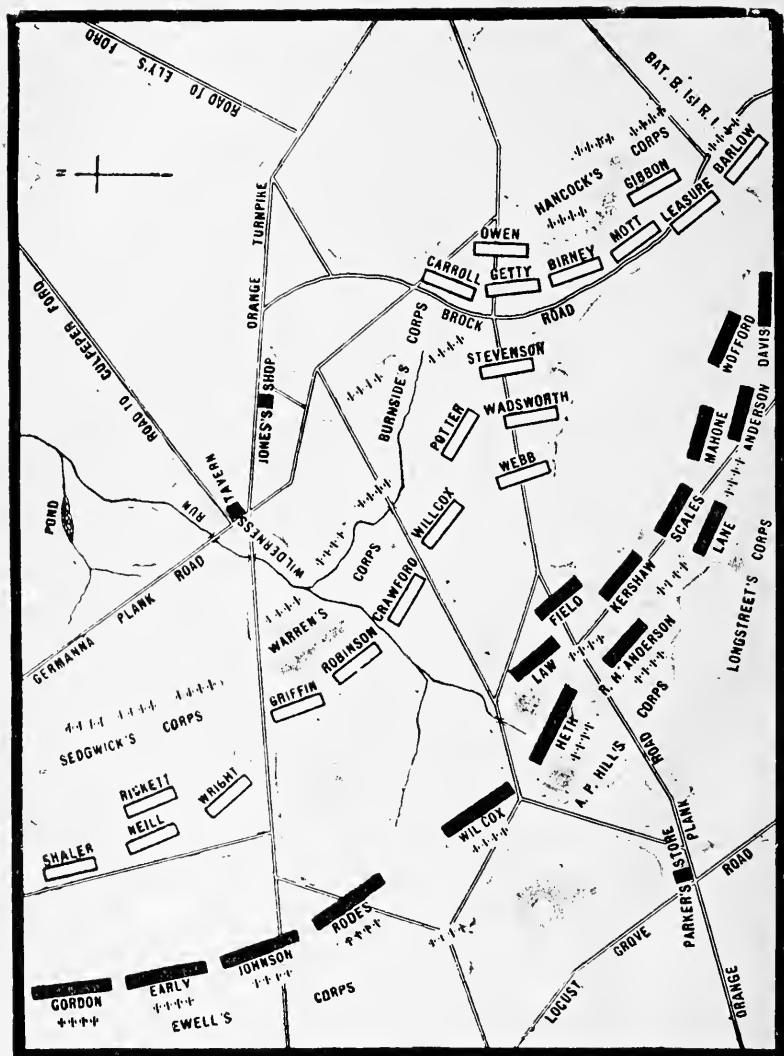 ROAD TO ELY'S FORD
N
ROAD TO CULPEPER FORD
ORANGE TURNPIKE
JONES'S SHOP
POND
WILDERNESS TAVERN
RUN
WILDERNESS
GERMANNA PLANK ROAD
BAT. B, 1st R. I.
HANCOCK'S CORPS
BARLOW
GIBBON
LEASURE
MOTT
BIRNEY
OWEN
GETTY
CARROLL
BROCK ROAD
BURNSIDE'S CORPS
STEVENSON
WADSWORTH
POTTER
WEBB
WILLCOX
WARREN'S CORPS
CRAWFORD
ROBINSON
GRIFFIN
SEDGWICK'S CORPS
RICKETT
WRIGHT
NEILL
SHALER
WOFFORD
DAVIS
ANDERSON
MAHONE
SCALES
LANE
KERSHAW
LONGSTREET'S CORPS
FIELD
LAW
R. H. ANDERSON
HETH
A. P. HILL'S CORPS
WILCOX
PARKER'S STORE
ORANGE PLANK ROAD
LOCUST GROVE ROAD
RODES
JOHNSON
EARLY
GORDON
EWELL'S CORPS